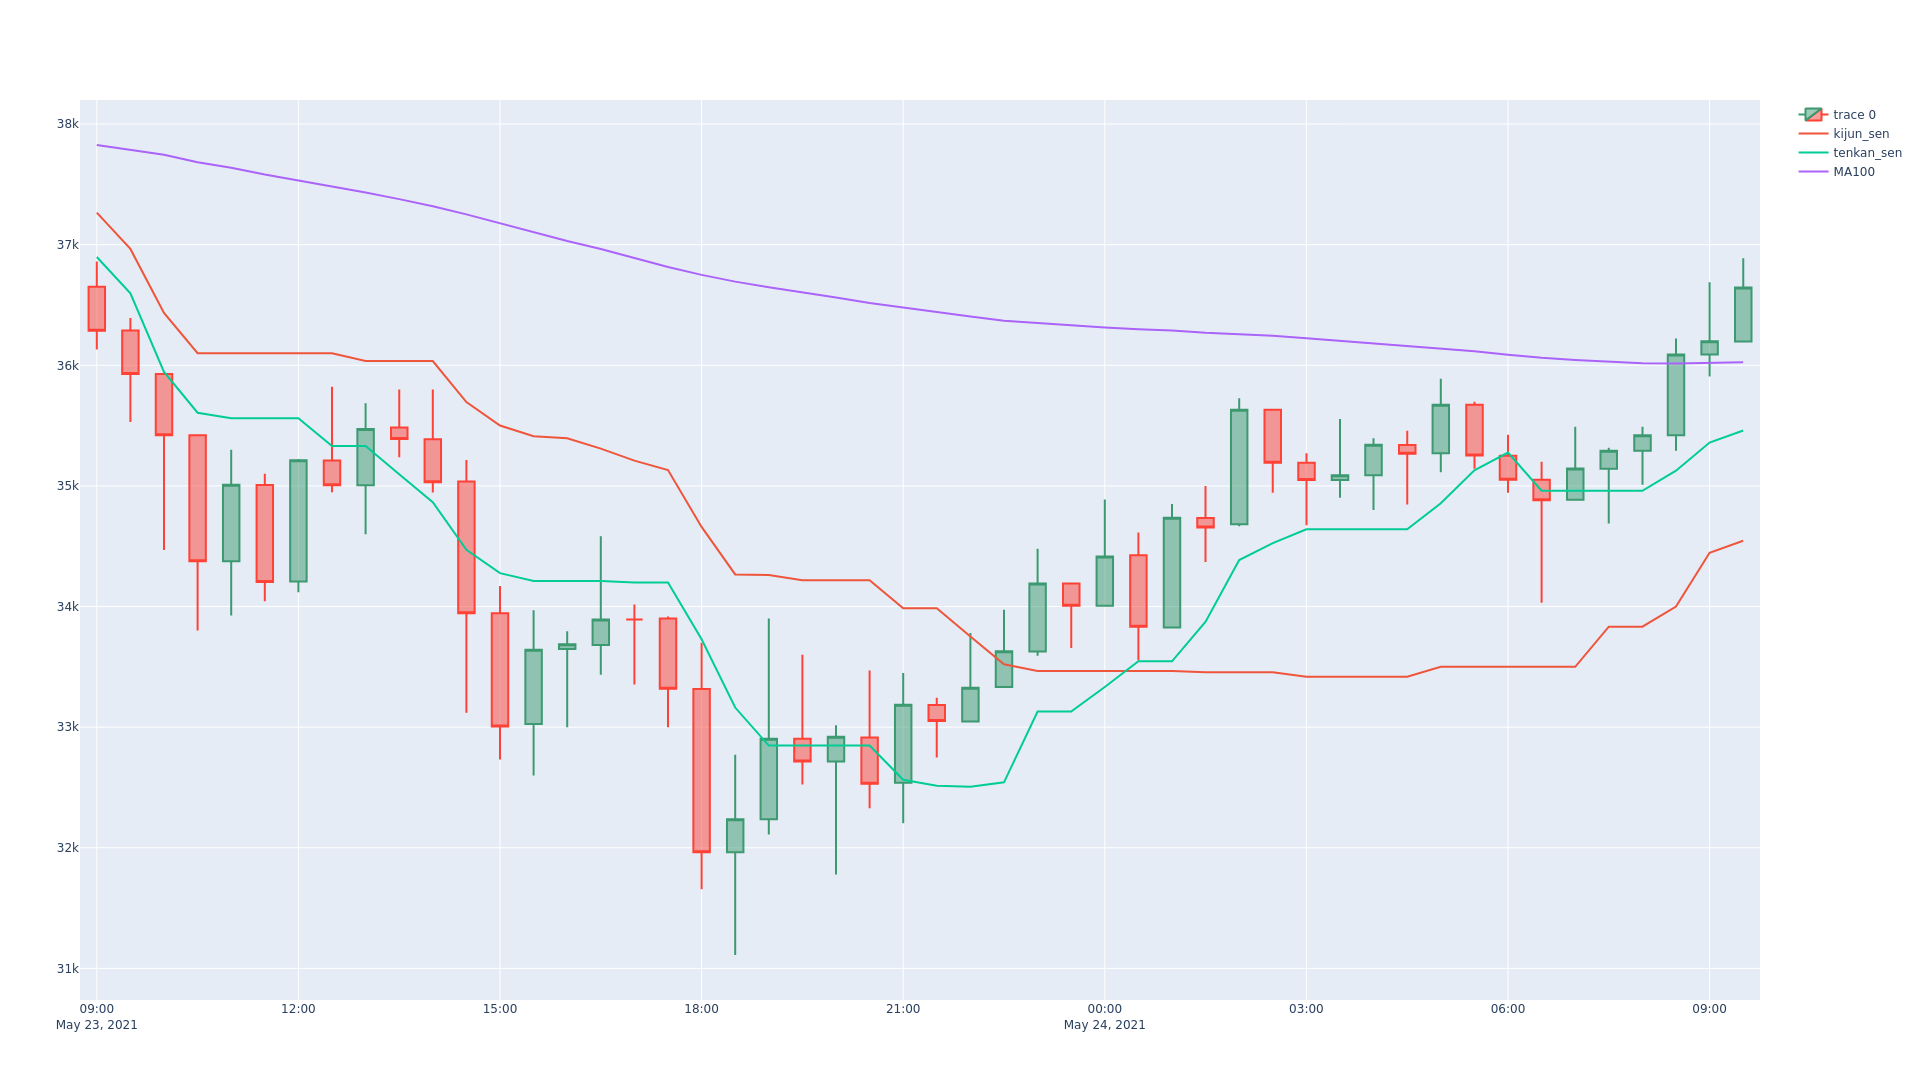 38k
37k
36k
35k
34k
33k
32k
31k
09:00 12:00 15:00 18:00 21:00 00:00 03:00 06:00 09:00
May 23, 2021 May 24, 2021
trace 0
kijun_sen
tenkan_sen
MA100